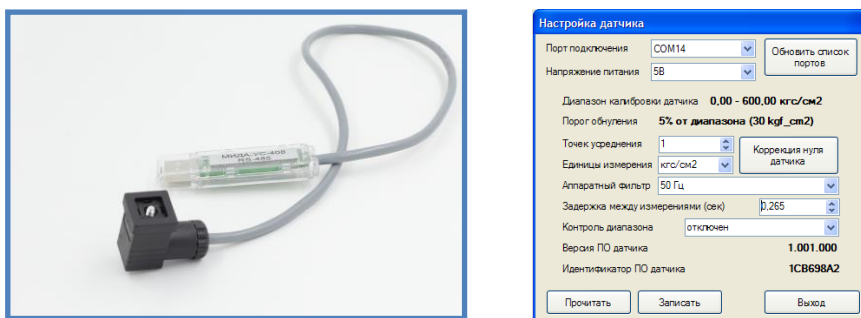 МИДА-УС-408
RS-485
Настройка датчика
Порт подключения COM14
Обновить список портов
Напряжение питания 5В
Диапазон калибровки датчика 0,00 - 600,00 кгс/см2
Порог обнуления 5% от диапазона (30 kgf_cm2)
Точек усреднения 1
Коррекция нуля датчика
Единицы измерения кгс/см2
Аппаратный фильтр 50 Гц
Задержка между измерениями (сек) 0,265
Контроль диапазона отключен
Версия ПО датчика 1.001.000
Идентификатор ПО датчика 1CB698A2
Прочитать Записать Выход